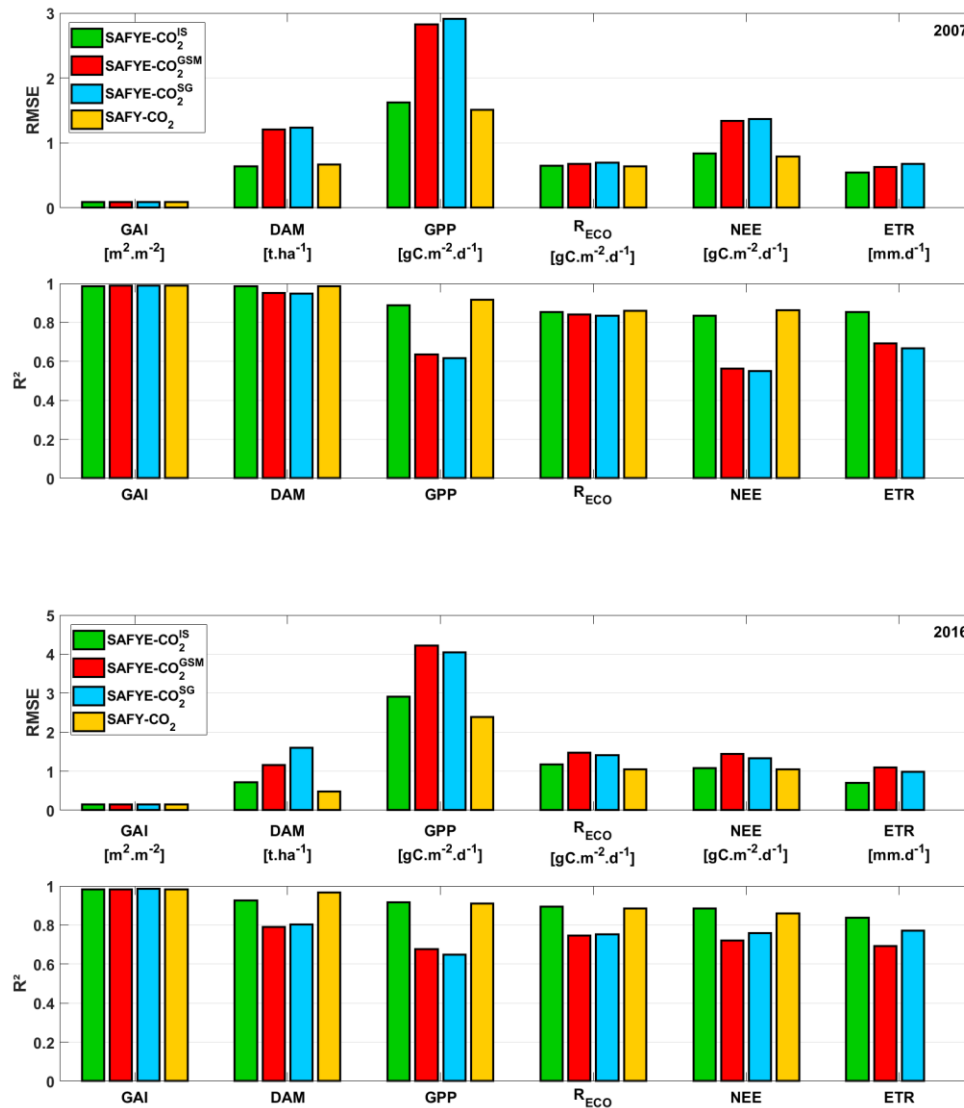 3
2
1
0
RMSE
SAFYE-CO₂ᴵˢ
SAFYE-CO₂ᴳˢᴹ
SAFYE-CO₂ˢᴳ
SAFY-CO₂
2007
GAI DAM GPP R_ECO NEE ETR
[m².m⁻²] [t.ha⁻¹] [gC.m⁻².d⁻¹] [gC.m⁻².d⁻¹] [gC.m⁻².d⁻¹] [mm.d⁻¹]
1
0.8
0.6
0.4
0.2
0
R²
GAI DAM GPP R_ECO NEE ETR
5
4
3
2
1
0
RMSE
SAFYE-CO₂ᴵˢ
SAFYE-CO₂ᴳˢᴹ
SAFYE-CO₂ˢᴳ
SAFY-CO₂
2016
GAI DAM GPP R_ECO NEE ETR
[m².m⁻²] [t.ha⁻¹] [gC.m⁻².d⁻¹] [gC.m⁻².d⁻¹] [gC.m⁻².d⁻¹] [mm.d⁻¹]
1
0.8
0.6
0.4
0.2
0
R²
GAI DAM GPP R_ECO NEE ETR